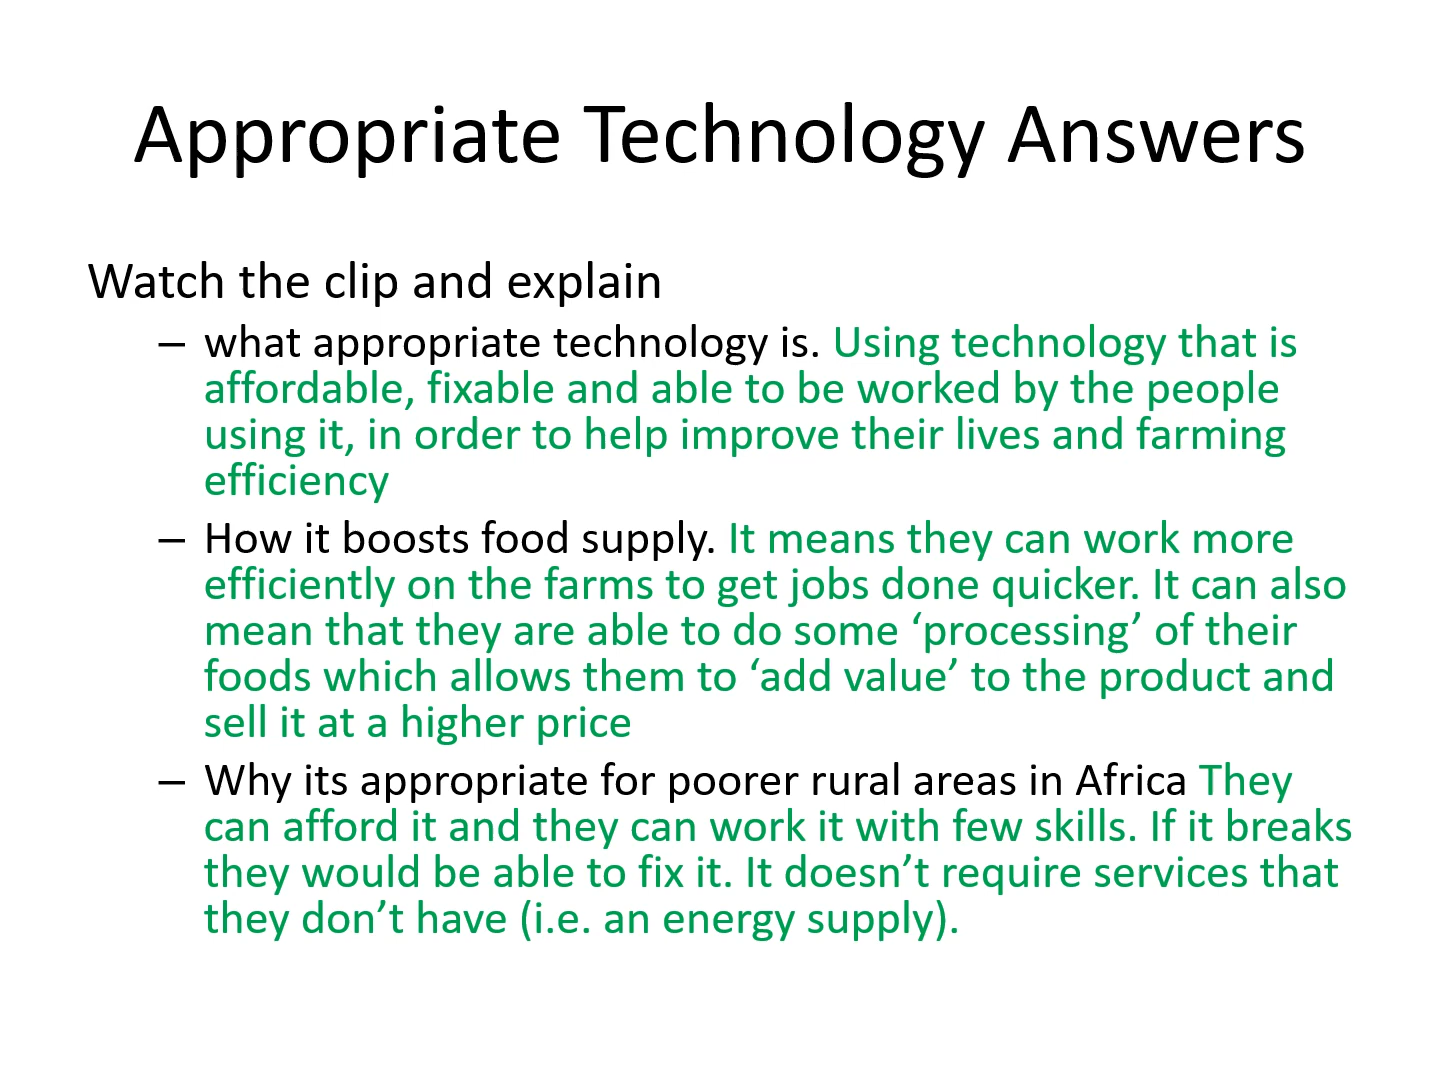 Appropriate Technology Answers
Watch the clip and explain
– what appropriate technology is. Using technology that is
affordable, fixable and able to be worked by the people
using it, in order to help improve their lives and farming
efficiency
– How it boosts food supply. It means they can work more
efficiently on the farms to get jobs done quicker. It can also
mean that they are able to do some ‘processing’ of their
foods which allows them to ‘add value’ to the product and
sell it at a higher price
– Why its appropriate for poorer rural areas in Africa They
can afford it and they can work it with few skills. If it breaks
they would be able to fix it. It doesn’t require services that
they don’t have (i.e. an energy supply).